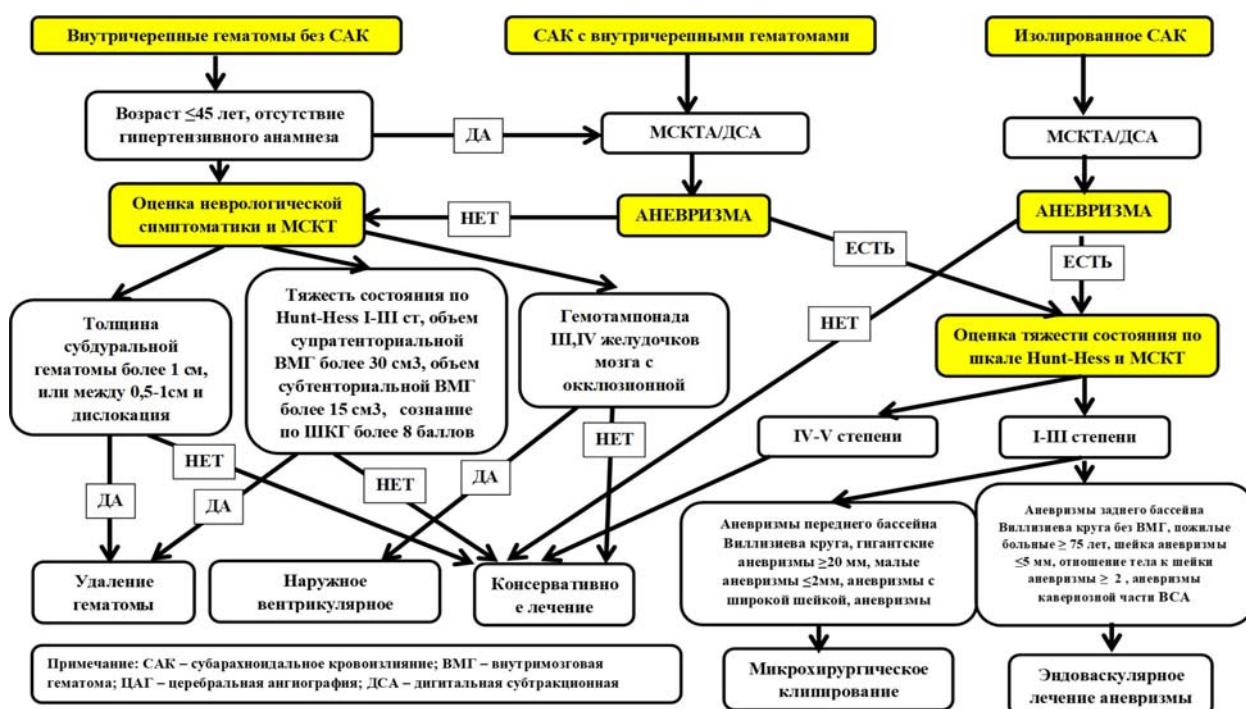 Внутричерепные гематомы без САК
САК с внутричерепными гематомами
Изолированное САК
Возраст ≤45 лет, отсутствие
гипертензивного анамнеза
ДА
МСКТА/ДСА
МСКТА/ДСА
Оценка неврологической
симптоматики и МСКТ
НЕТ
АНЕВРИЗМА
АНЕВРИЗМА
ЕСТЬ
ЕСТЬ
Толщина
субдуральной
гематомы более 1 см,
или между 0,5-1см и
дислокация
Тяжесть состояния по
Hunt-Hess I-III ст, объем
супратенториальной
ВМГ более 30 см3, объем
субтенториальной ВМГ
более 15 см3, сознание
по ШКГ более 8 баллов
Гемотампонада
III,IV желудочков
мозга с
окклюзионной
НЕТ
Оценка тяжести состояния по
шкале Hunt-Hess и МСКТ
IV-V степени
I-III степени
НЕТ
НЕТ
НЕТ
ДА
ДА
ДА
Аневризмы переднего бассейна
Виллизиева круга, гигантские
аневризмы ≥20 мм, малые
аневризмы ≤2мм, аневризмы с
широкой шейкой, аневризмы
Аневризмы заднего бассейна
Виллизиева круга без ВМГ, пожилые
больные ≥ 75 лет, шейка аневризмы
≤5 мм, отношение тела к шейки
аневризмы ≥ 2 , аневризмы
кавернозной части ВСА
Удаление
гематомы
Наружное
вентрикулярное
Консервативно
е лечение
Микрохирургическое
клипирование
Эндоваскулярное
лечение аневризмы
Примечание: САК – субарахноидальное кровоизлияние; ВМГ – внутримозговая
гематома; ЦАГ – церебральная ангиография; ДСА – дигитальная субтракционная